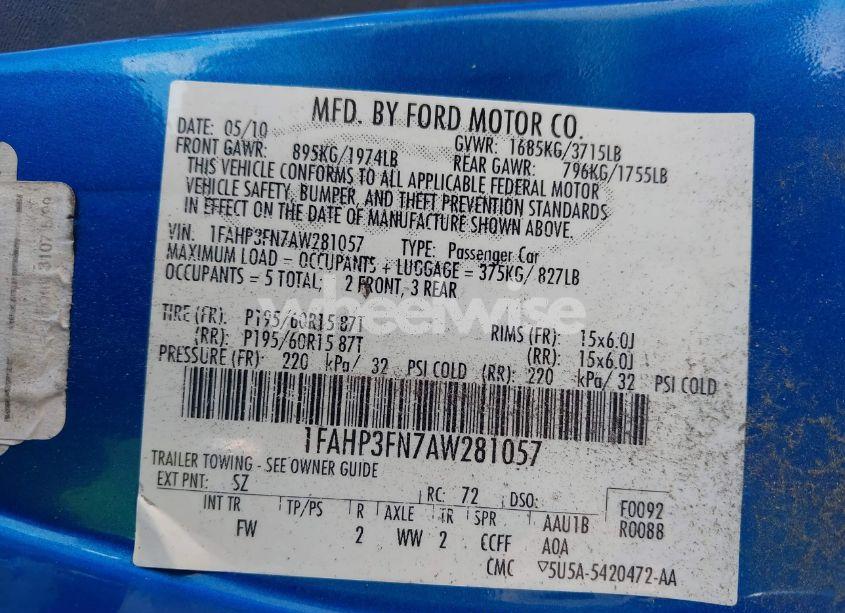 MFD. BY FORD MOTOR CO.
DATE: 05/10 GVWR: 1685KG/3715LB
FRONT GAWR: 895KG/1974LB REAR GAWR: 796KG/1755LB
THIS VEHICLE CONFORMS TO ALL APPLICABLE FEDERAL MOTOR
VEHICLE SAFETY, BUMPER, AND THEFT PREVENTION STANDARDS
IN EFFECT ON THE DATE OF MANUFACTURE SHOWN ABOVE.
VIN: 1FAHP3FN7AW281057 TYPE: Passenger Car
MAXIMUM LOAD = OCCUPANTS + LUGGAGE = 375KG/ 827LB
OCCUPANTS = 5 TOTAL; 2 FRONT, 3 REAR
wheelwise
TIRE (FR): P195/60R15 87T RIMS (FR): 15x6.0J
(RR): P195/60R15 87T (RR): 15x6.0J
PRESSURE (FR): 220 kPa/ 32 PSI COLD (RR): 220 kPa/ 32 PSI COLD
1FAHP3FN7AW281057
TRAILER TOWING - SEE OWNER GUIDE
EXT PNT: SZ RC: 72 DSO: F0092
INT TR TP/PS R AXLE TR SPR AAU1B R0088
FW 2 WW 2 CCFF A0A
CMC ▽5U5A-5420472-AA